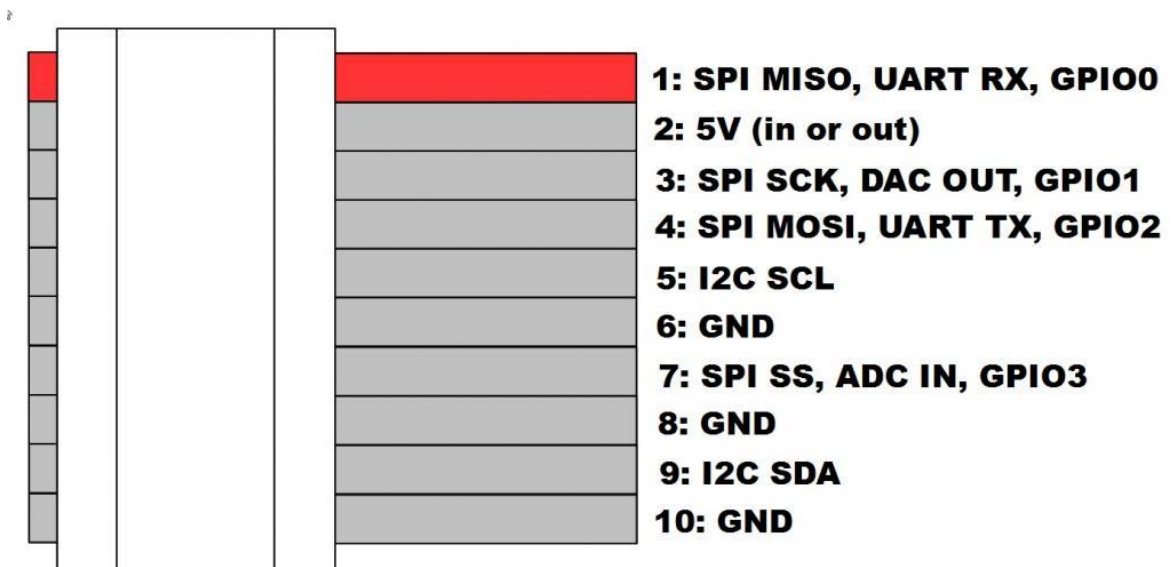 1: SPI MISO, UART RX, GPIO0
2: 5V (in or out)
3: SPI SCK, DAC OUT, GPIO1
4: SPI MOSI, UART TX, GPIO2
5: I2C SCL
6: GND
7: SPI SS, ADC IN, GPIO3
8: GND
9: I2C SDA
10: GND